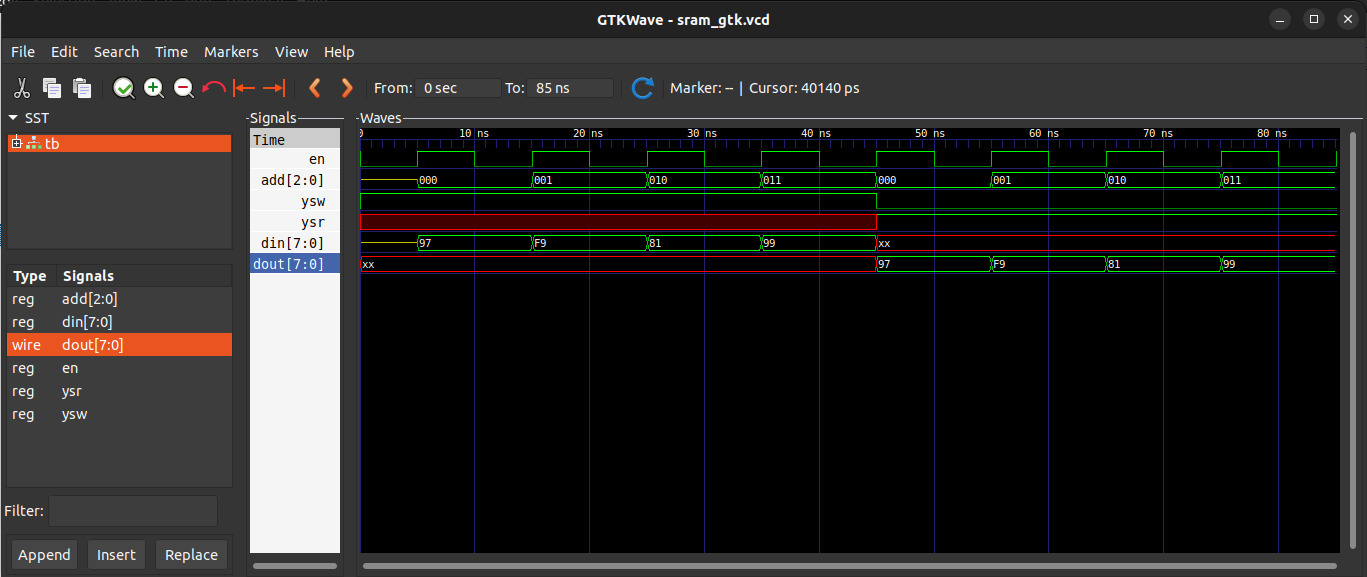 GTKWave - sram_gtk.vcd
File Edit Search Time Markers View Help
From: 0 sec To: 85 ns Marker: -- | Cursor: 40140 ps
SST
tb
Type Signals
reg add[2:0]
reg din[7:0]
wire dout[7:0]
reg en
reg ysr
reg ysw
Filter:
Append Insert Replace
Signals
Time
en
add[2:0]
ysw
ysr
din[7:0]
dout[7:0]
Waves
0 10 ns 20 ns 30 ns 40 ns 50 ns 60 ns 70 ns 80 ns
000 001 010 011 000 001 010 011
97 F9 81 99 xx
xx 97 F9 81 99